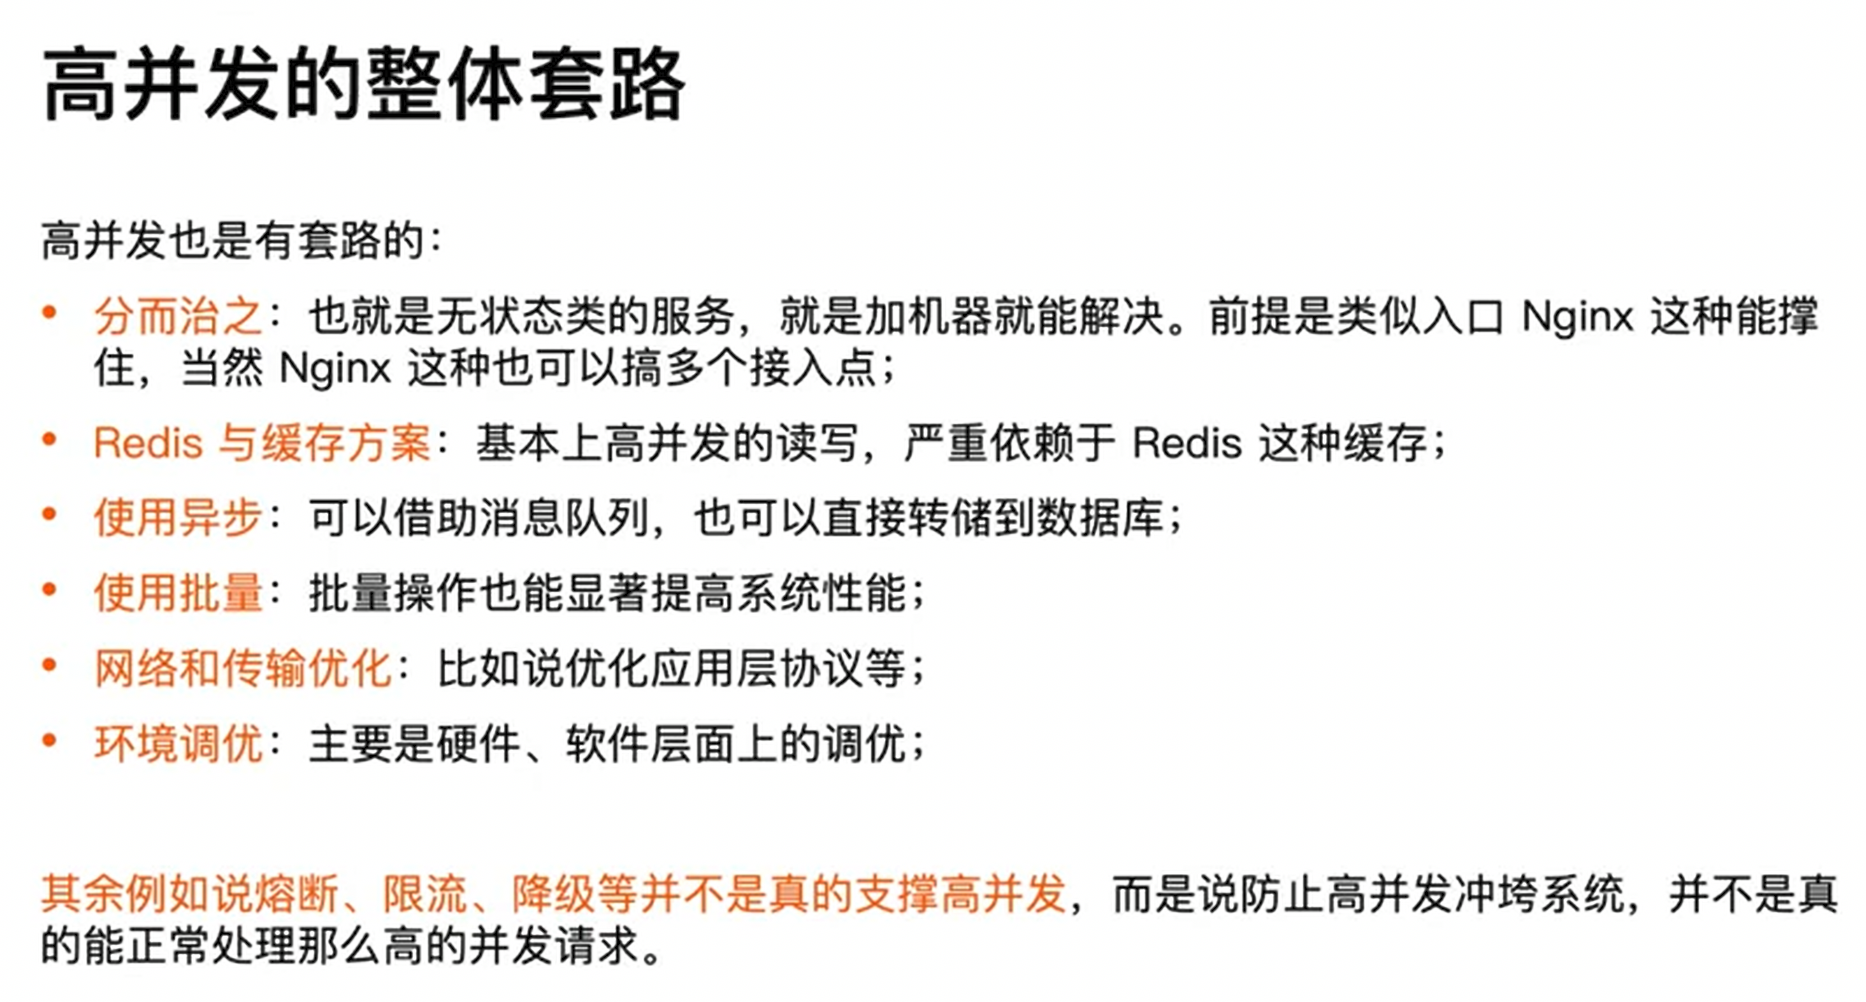 高并发的整体套路
高并发也是有套路的：
• 分而治之：也就是无状态类的服务，就是加机器就能解决。前提是类似入口 Nginx 这种能撑
住，当然 Nginx 这种也可以搞多个接入点；
• Redis 与缓存方案：基本上高并发的读写，严重依赖于 Redis 这种缓存；
• 使用异步：可以借助消息队列，也可以直接转储到数据库；
• 使用批量：批量操作也能显著提高系统性能；
• 网络和传输优化：比如说优化应用层协议等；
• 环境调优：主要是硬件、软件层面上的调优；
其余例如说熔断、限流、降级等并不是真的支撑高并发，而是说防止高并发冲垮系统，并不是真
的能正常处理那么高的并发请求。